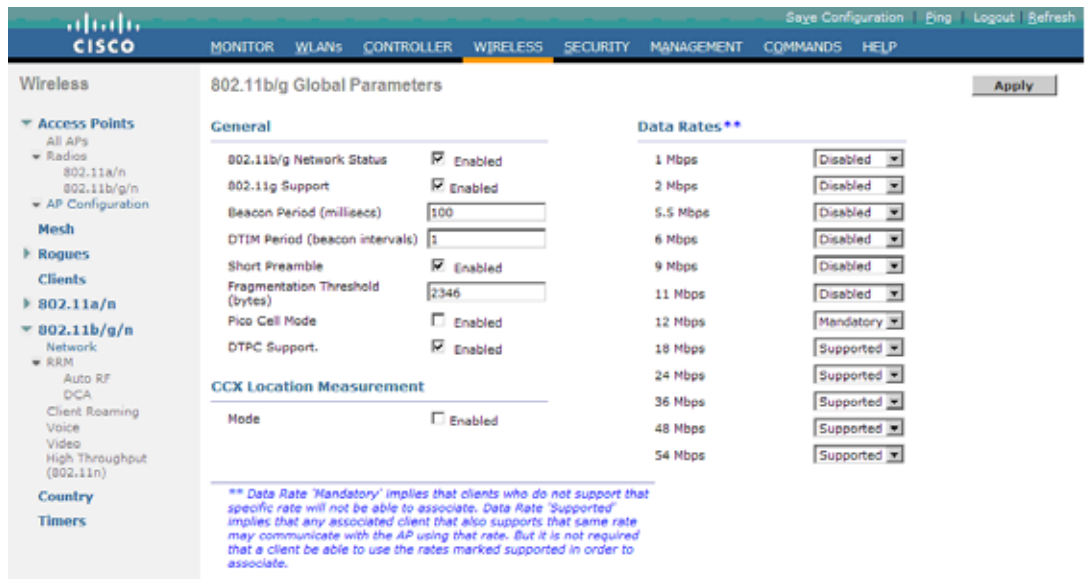 Save Configuration | Ping | Logout | Refresh
CISCO
MONITOR WLANs CONTROLLER WIRELESS SECURITY MANAGEMENT COMMANDS HELP
Wireless
Access Points
All APs
Radios
802.11a/n
802.11b/g/n
AP Configuration
Mesh
Rogues
Clients
802.11a/n
802.11b/g/n
Network
RRM
Auto RF
DCA
Client Roaming
Voice
Video
High Throughput
(802.11n)
Country
Timers
802.11b/g Global Parameters
Apply
General
802.11b/g Network Status Enabled
802.11g Support Enabled
Beacon Period (millisecs) 100
DTIM Period (beacon intervals) 1
Short Preamble Enabled
Fragmentation Threshold
(bytes) 2346
Pico Cell Mode Enabled
DTPC Support. Enabled
CCX Location Measurement
Mode Enabled
Data Rates**
1 Mbps Disabled
2 Mbps Disabled
5.5 Mbps Disabled
6 Mbps Disabled
9 Mbps Disabled
11 Mbps Disabled
12 Mbps Mandatory
18 Mbps Supported
24 Mbps Supported
36 Mbps Supported
48 Mbps Supported
54 Mbps Supported
** Data Rate 'Mandatory' implies that clients who do not support that
specific rate will not be able to associate. Data Rate 'Supported'
implies that any associated client that also supports that same rate
may communicate with the AP using that rate. But it is not required
that a client be able to use the rates marked supported in order to
associate.